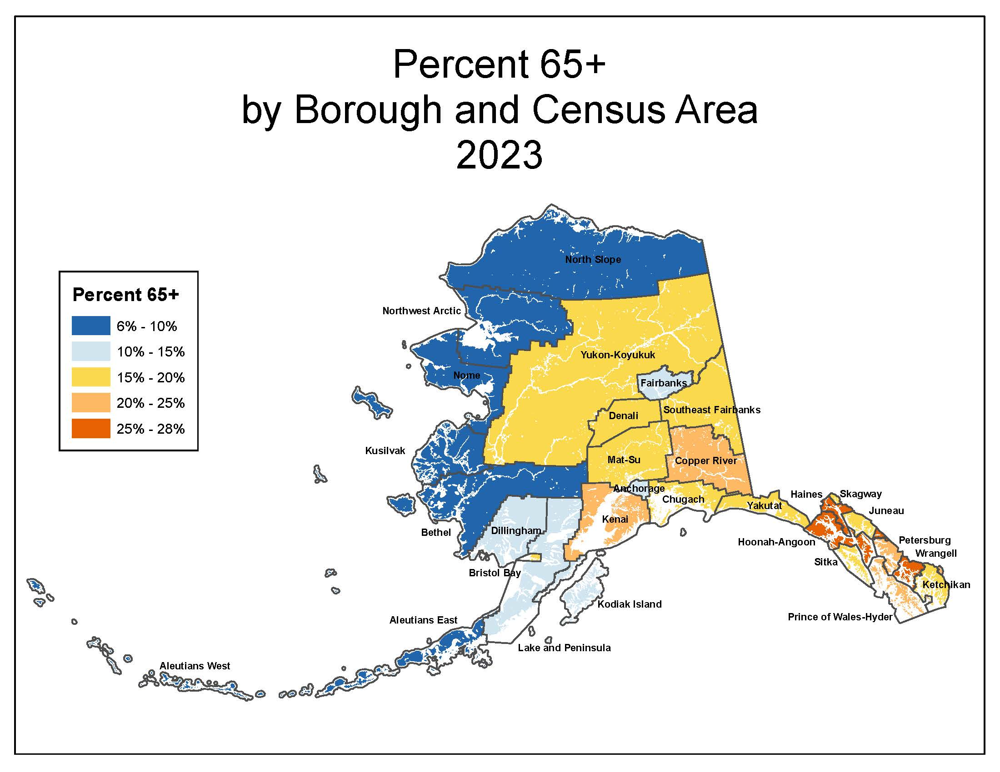 Percent 65+
by Borough and Census Area
2023
Percent 65+
6% - 10%
10% - 15%
15% - 20%
20% - 25%
25% - 28%
North Slope
Northwest Arctic
Yukon-Koyukuk
Nome
Fairbanks
Southeast Fairbanks
Denali
Kusilvak
Mat-Su
Copper River
Anchorage
Chugach
Haines
Skagway
Yakutat
Juneau
Kenai
Bethel
Dillingham
Hoonah-Angoon
Petersburg
Wrangell
Sitka
Bristol Bay
Ketchikan
Kodiak Island
Prince of Wales-Hyder
Aleutians East
Lake and Peninsula
Aleutians West